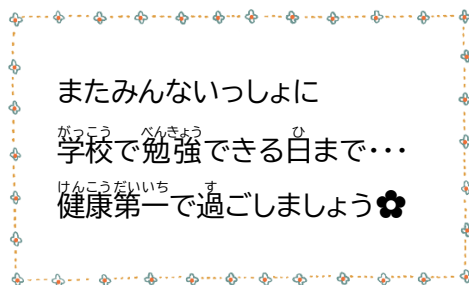 またみんないっしょに
学校で勉強できる日まで・・・
健康第一で過ごしましょう✿